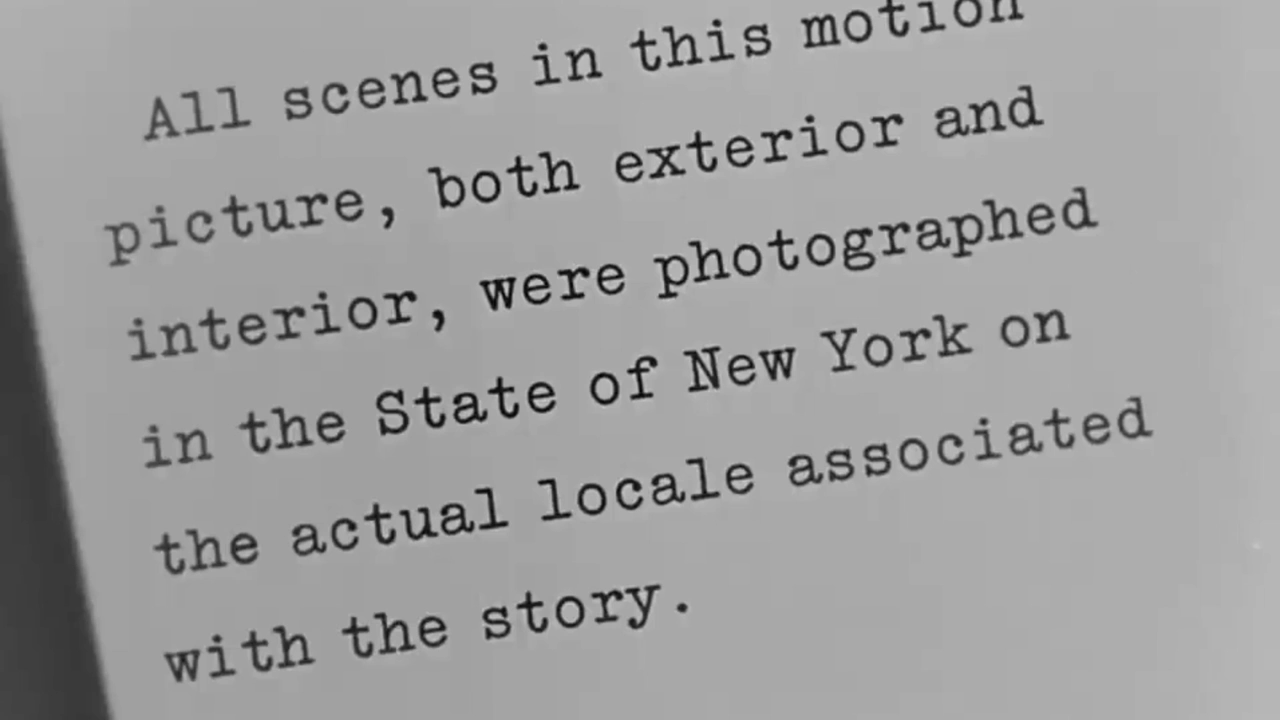 All scenes in this motion
picture, both exterior and
interior, were photographed
in the State of New York on
the actual locale associated
with the story.